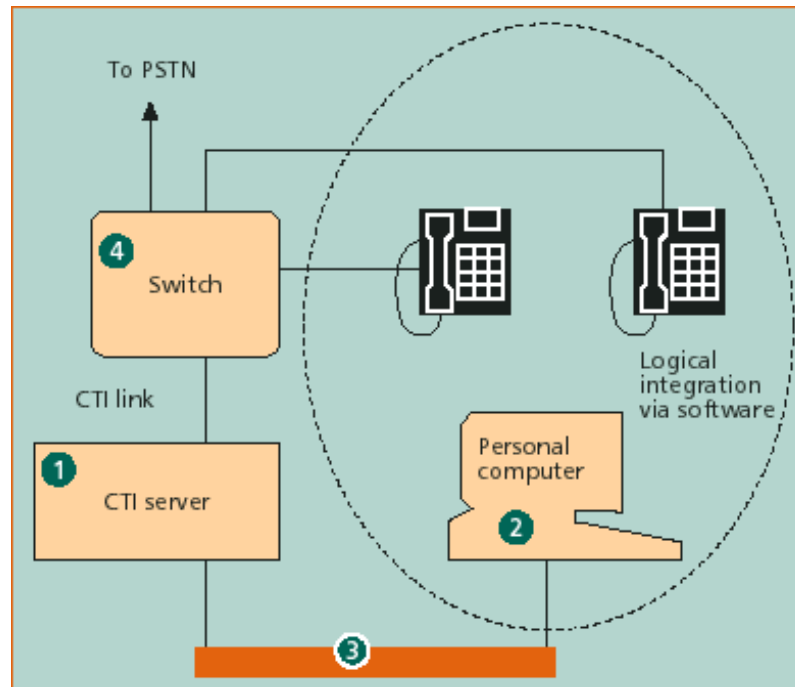 To PSTN
4
Switch
CTI link
1
CTI server
Logical
integration
via software
Personal
computer
2
3